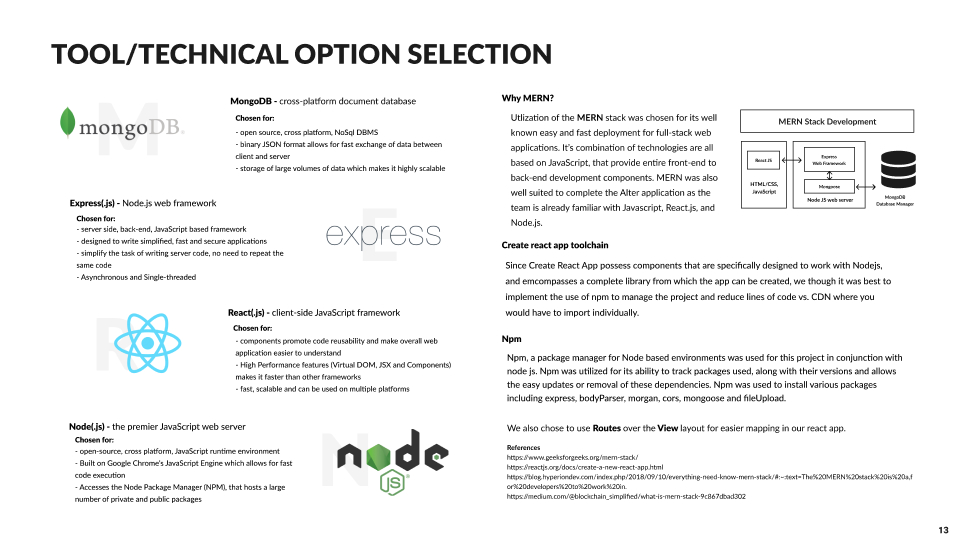 TOOL/TECHNICAL OPTION SELECTION
M
mongoDB.
MongoDB - cross-platform document database
Chosen for:
- open source, cross platform, NoSql DBMS
- binary JSON format allows for fast exchange of data between
client and server
- storage of large volumes of data which makes it highly scalable
Express(.js) - Node.js web framework
Chosen for:
- server side, back-end, JavaScript based framework
- designed to write simplified, fast and secure applications
- simplify the task of writing server code, no need to repeat the
same code
- Asynchronous and Single-threaded
E
express
R
React(.js) - client-side JavaScript framework
Chosen for:
- components promote code reusability and make overall web
application easier to understand
- High Performance features (Virtual DOM, JSX and Components)
makes it faster than other frameworks
- fast, scalable and can be used on multiple platforms
Node(.js) - the premier JavaScript web server
Chosen for:
- open-source, cross platform, JavaScript runtime environment
- Built on Google Chrome's JavaScript Engine which allows for fast
code execution
- Accesses the Node Package Manager (NPM), that hosts a large
number of private and public packages
N
node
JS
Why MERN?
Utlization of the MERN stack was chosen for its well
known easy and fast deployment for full-stack web
applications. It's combination of technologies are all
based on JavaScript, that provide entire front-end to
back-end development components. MERN was also
well suited to complete the Alter application as the
team is already familiar with Javascript, React.js, and
Node.js.
MERN Stack Development
React JS
HTML/CSS,
JavaScript
Express
Web Framework
Mongoose
Node JS web server
MongoDB
Database Manager
Create react app toolchain
Since Create React App possess components that are specifically designed to work with Nodejs,
and emcompasses a complete library from which the app can be created, we though it was best to
implement the use of npm to manage the project and reduce lines of code vs. CDN where you
would have to import individually.
Npm
Npm, a package manager for Node based environments was used for this project in conjunction with
node js. Npm was utilized for its ability to track packages used, along with their versions and allows
the easy updates or removal of these dependencies. Npm was used to install various packages
including express, bodyParser, morgan, cors, mongoose and fileUpload.
We also chose to use Routes over the View layout for easier mapping in our react app.
References
https://www.geeksforgeeks.org/mern-stack/
https://reactjs.org/docs/create-a-new-react-app.html
https://blog.hyperiondev.com/index.php/2018/09/10/everything-need-know-mern-stack/#:~:text=The%20MERN%20stack%20is%20a,f
or%20developers%20to%20work%20in.
https://medium.com/@blockchain_simplified/what-is-mern-stack-9c867dbad302
13